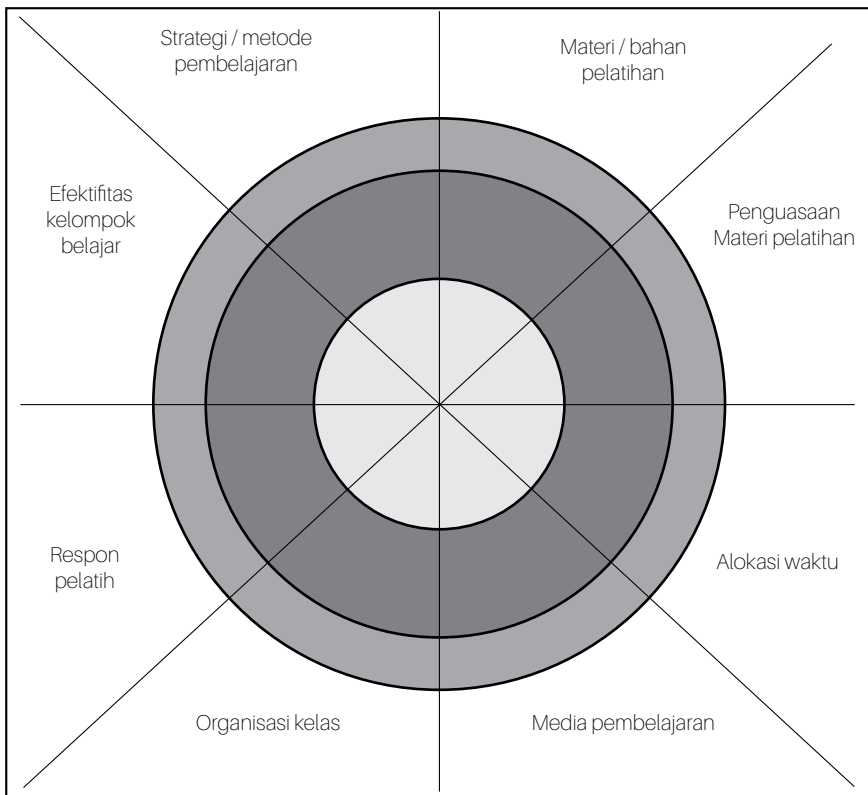 Strategi / metode
pembelajaran
Materi / bahan
pelatihan
Efektifitas
kelompok
belajar
Penguasaan
Materi pelatihan
Respon
pelatih
Alokasi waktu
Organisasi kelas
Media pembelajaran